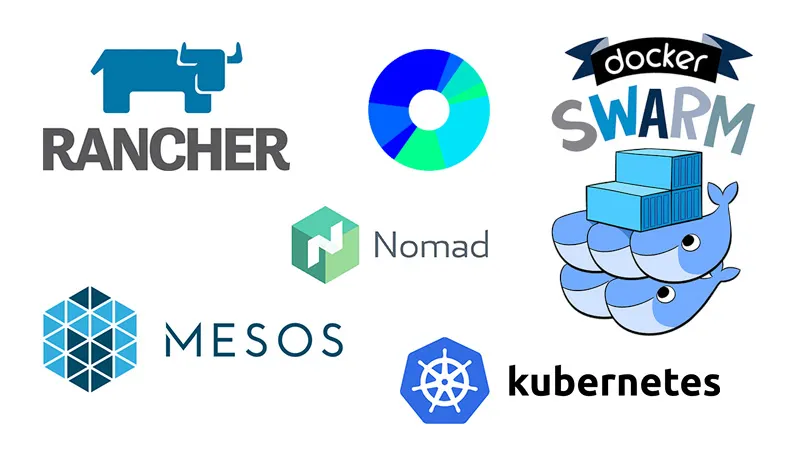 RANCHER
docker
SWARM
Nomad
MESOS
kubernetes